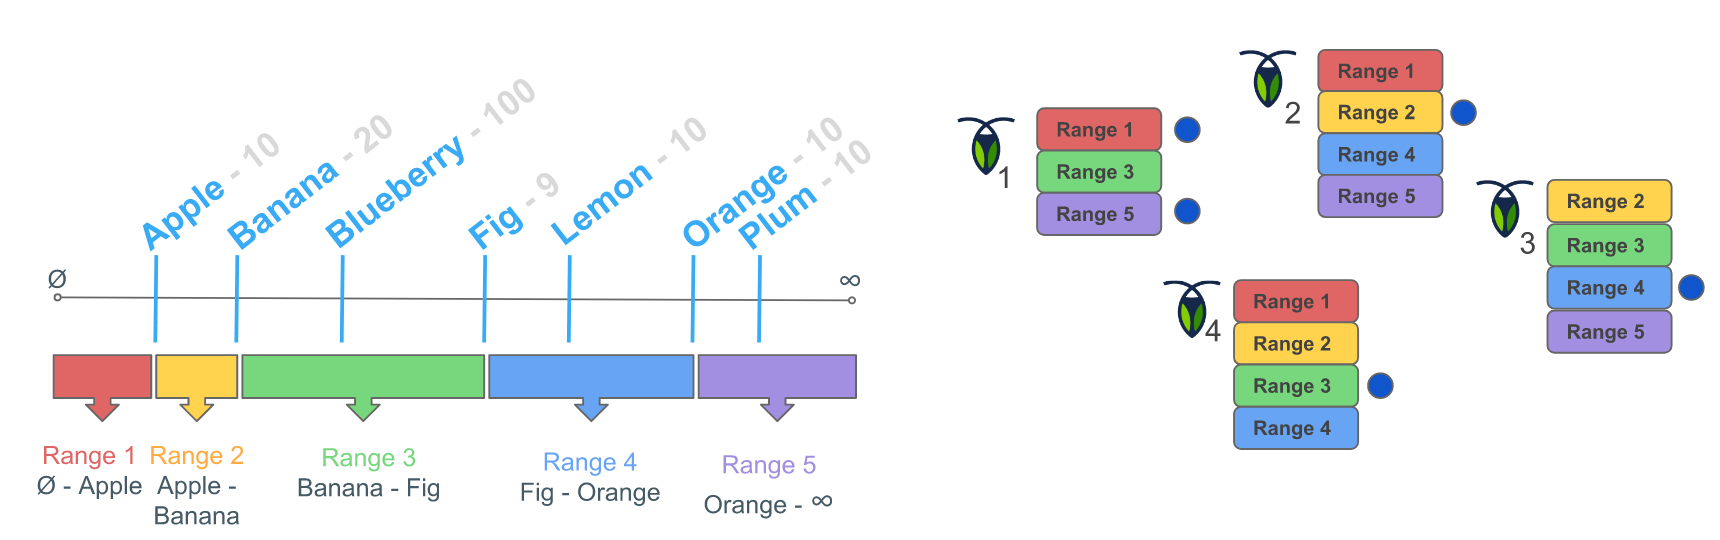 Apple - 10
Banana - 20
Blueberry - 100
Fig - 9
Lemon - 10
Orange - 10
Plum - 10
Ø
∞
Range 1
Ø - Apple
Range 2
Apple -
Banana
Range 3
Banana - Fig
Range 4
Fig - Orange
Range 5
Orange - ∞
1
Range 1
Range 3
Range 5
2
Range 1
Range 2
Range 4
Range 5
3
Range 2
Range 3
Range 4
Range 5
4
Range 1
Range 2
Range 3
Range 4